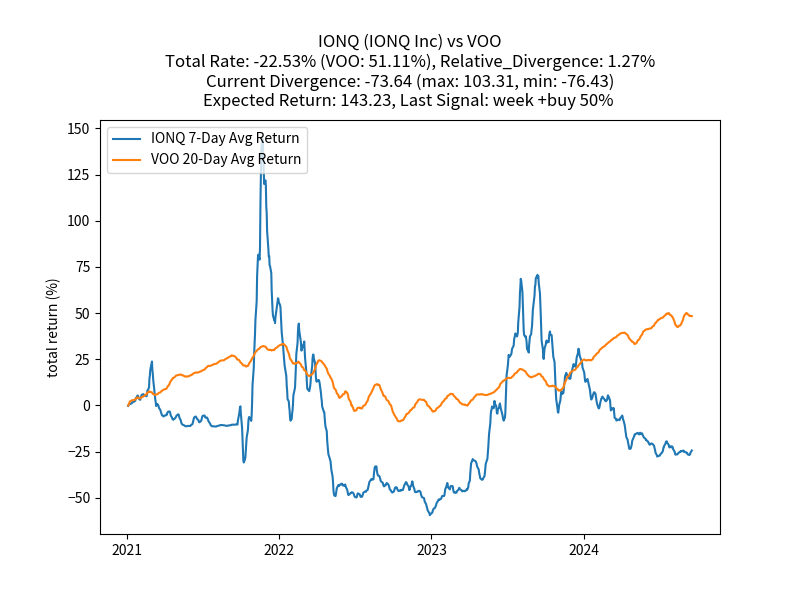 IONQ (IONQ Inc) vs VOO
Total Rate: -22.53% (VOO: 51.11%), Relative_Divergence: 1.27%
Current Divergence: -73.64 (max: 103.31, min: -76.43)
Expected Return: 143.23, Last Signal: week +buy 50%
IONQ 7-Day Avg Return
VOO 20-Day Avg Return
total return (%)
150
125
100
75
50
25
0
−25
−50
2021
2022
2023
2024